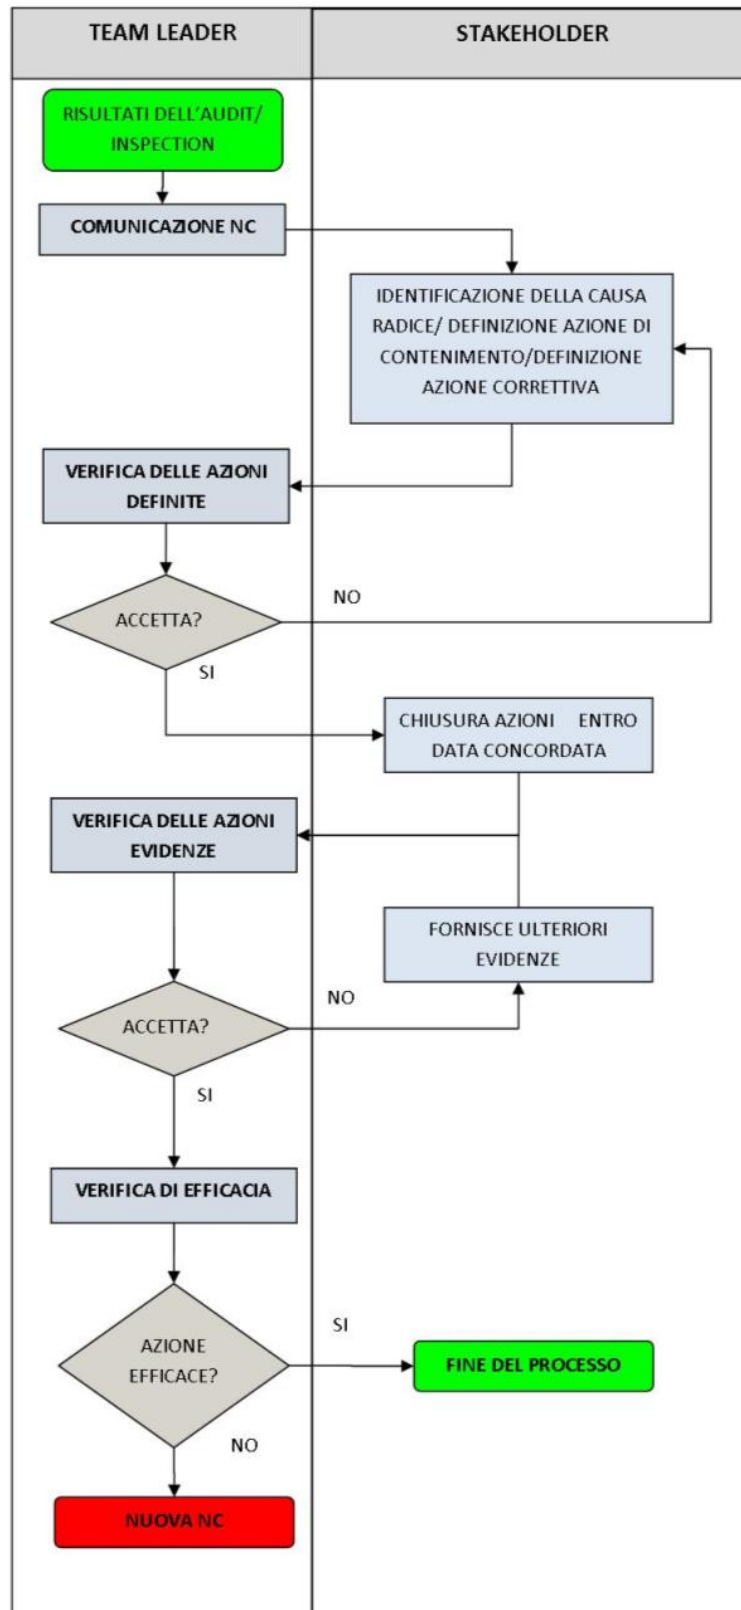 TEAM LEADER
STAKEHOLDER
RISULTATI DELL'AUDIT/
INSPECTION
COMUNICAZIONE NC
IDENTIFICAZIONE DELLA CAUSA
RADICE/ DEFINIZIONE AZIONE DI
CONTENIMENTO/DEFINIZIONE
AZIONE CORRETTIVA
VERIFICA DELLE AZIONI
DEFINITE
ACCETTA?
NO
SI
CHIUSURA AZIONI ENTRO
DATA CONCORDATA
VERIFICA DELLE AZIONI
EVIDENZE
FORNISCE ULTERIORI
EVIDENZE
ACCETTA?
NO
SI
VERIFICA DI EFFICACIA
AZIONE
EFFICACE?
SI
FINE DEL PROCESSO
NO
NUOVA NC